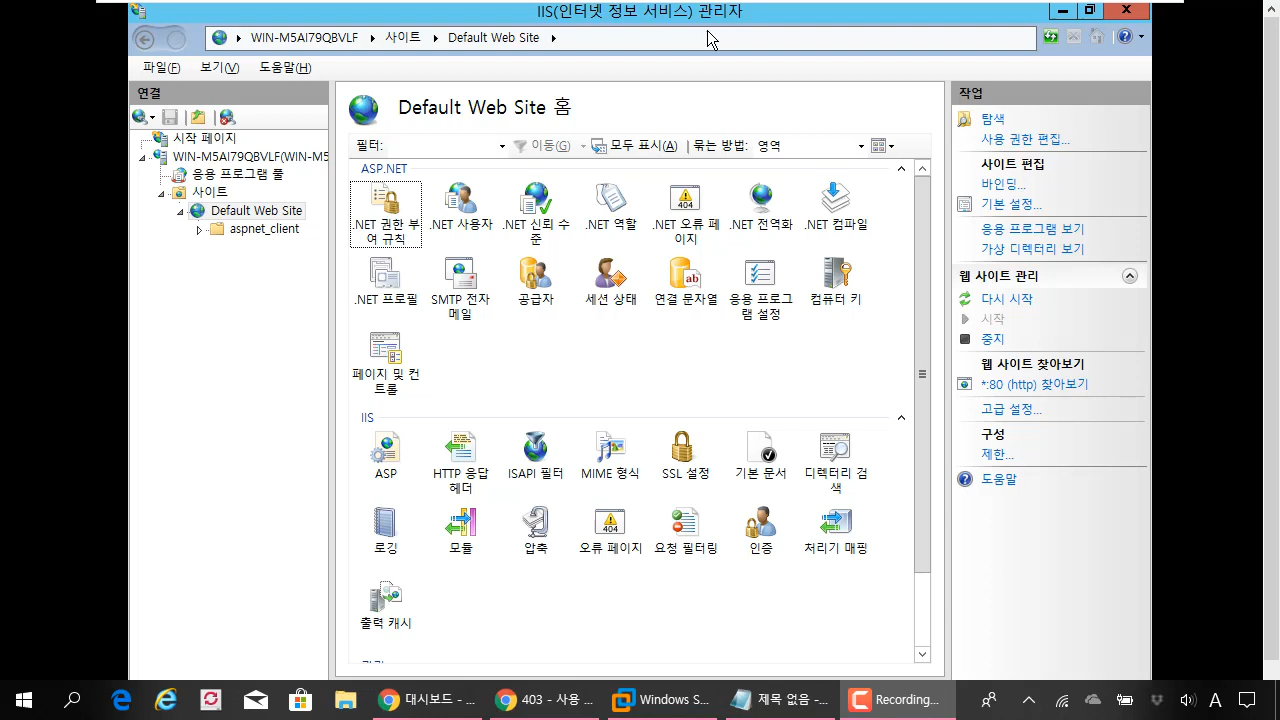 IIS(인터넷 정보 서비스) 관리자
WIN-M5AI79QBVLF 사이트 Default Web Site
파일(F) 보기(V) 도움말(H)
연결
시작 페이지
WIN-M5AI79QBVLF(WIN-M5
응용 프로그램 풀
사이트
Default Web Site
aspnet_client
Default Web Site 홈
필터: 이동(G) 모두 표시(A) 묶는 방법: 영역
ASP.NET
.NET 권한 부
여 규칙
.NET 사용자
.NET 신뢰 수
준
.NET 역할
.NET 오류 페
이지
.NET 전역화
.NET 컴파일
.NET 프로필
SMTP 전자
메일
공급자
세션 상태
연결 문자열
응용 프로그
램 설정
컴퓨터 키
페이지 및 컨
트롤
IIS
ASP
HTTP 응답
헤더
ISAPI 필터
MIME 형식
SSL 설정
기본 문서
디렉터리 검
색
로깅
모듈
압축
오류 페이지
요청 필터링
인증
처리기 매핑
출력 캐시
작업
탐색
사용 권한 편집...
사이트 편집
바인딩...
기본 설정...
응용 프로그램 보기
가상 디렉터리 보기
웹 사이트 관리
다시 시작
시작
중지
웹 사이트 찾아보기
*:80 (http) 찾아보기
고급 설정...
구성
제한...
도움말
대시보드 - ...
403 - 사용 ...
Windows S...
제목 없음 -...
Recording...
A